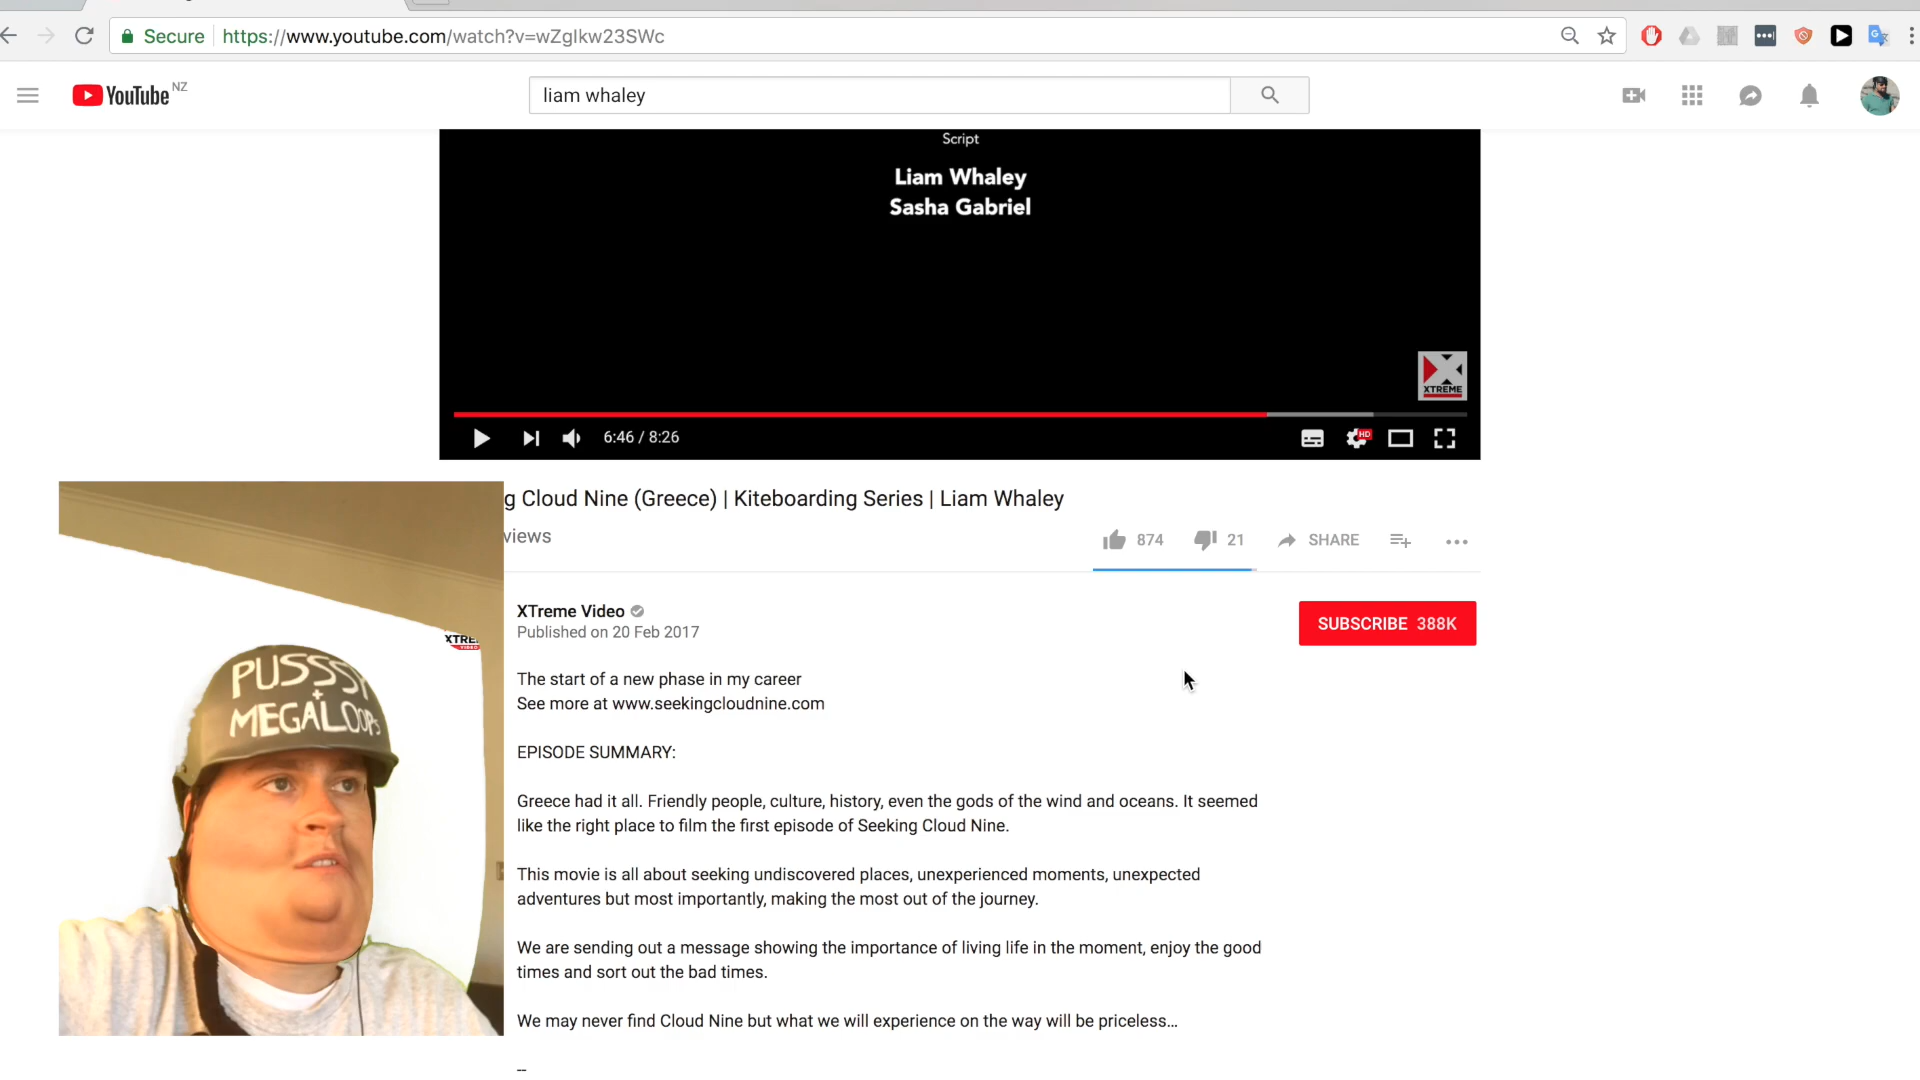 Secure
https://www.youtube.com/watch?v=wZgIkw23SWc
YouTube NZ
liam whaley
Script
Liam Whaley
Sasha Gabriel
XTREME
6:46 / 8:26
HD
g Cloud Nine (Greece) | Kiteboarding Series | Liam Whaley
views
874
21
SHARE
XTreme Video
Published on 20 Feb 2017
SUBSCRIBE 388K
XTRE
VIDEO
PUSSSY
+
MEGALOOPS
The start of a new phase in my career
See more at www.seekingcloudnine.com
EPISODE SUMMARY:
Greece had it all. Friendly people, culture, history, even the gods of the wind and oceans. It seemed
like the right place to film the first episode of Seeking Cloud Nine.
This movie is all about seeking undiscovered places, unexperienced moments, unexpected
adventures but most importantly, making the most out of the journey.
We are sending out a message showing the importance of living life in the moment, enjoy the good
times and sort out the bad times.
We may never find Cloud Nine but what we will experience on the way will be priceless...
--